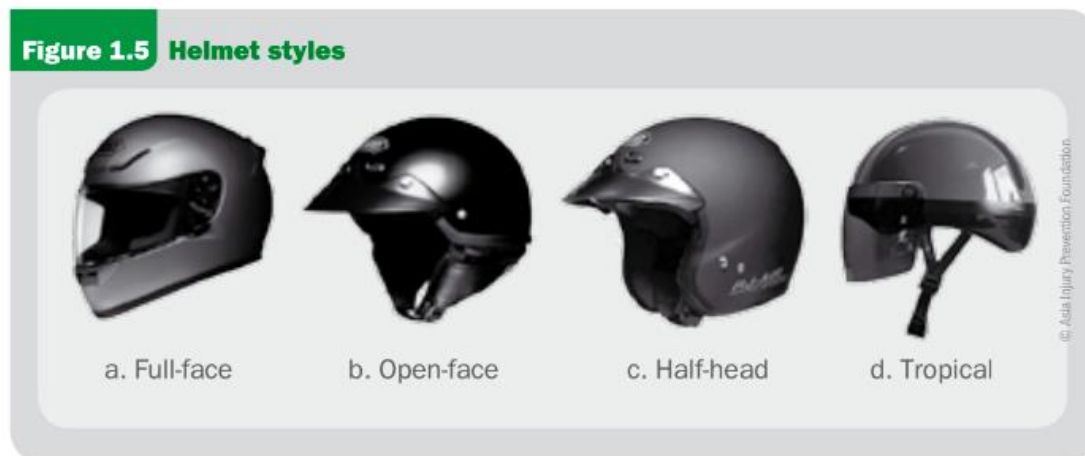 Figure 1.5 Helmet styles
a. Full-face
b. Open-face
c. Half-head
d. Tropical
© Asia Injury Prevention Foundation